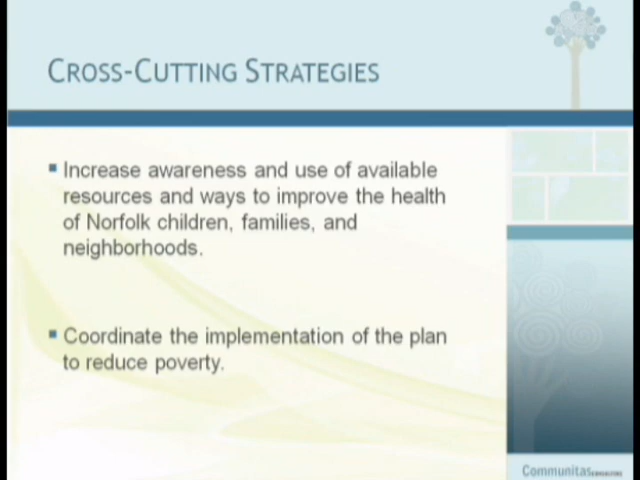 CROSS-CUTTING STRATEGIES
Increase awareness and use of available
resources and ways to improve the health
of Norfolk children, families, and
neighborhoods.
Coordinate the implementation of the plan
to reduce poverty.
Communitas